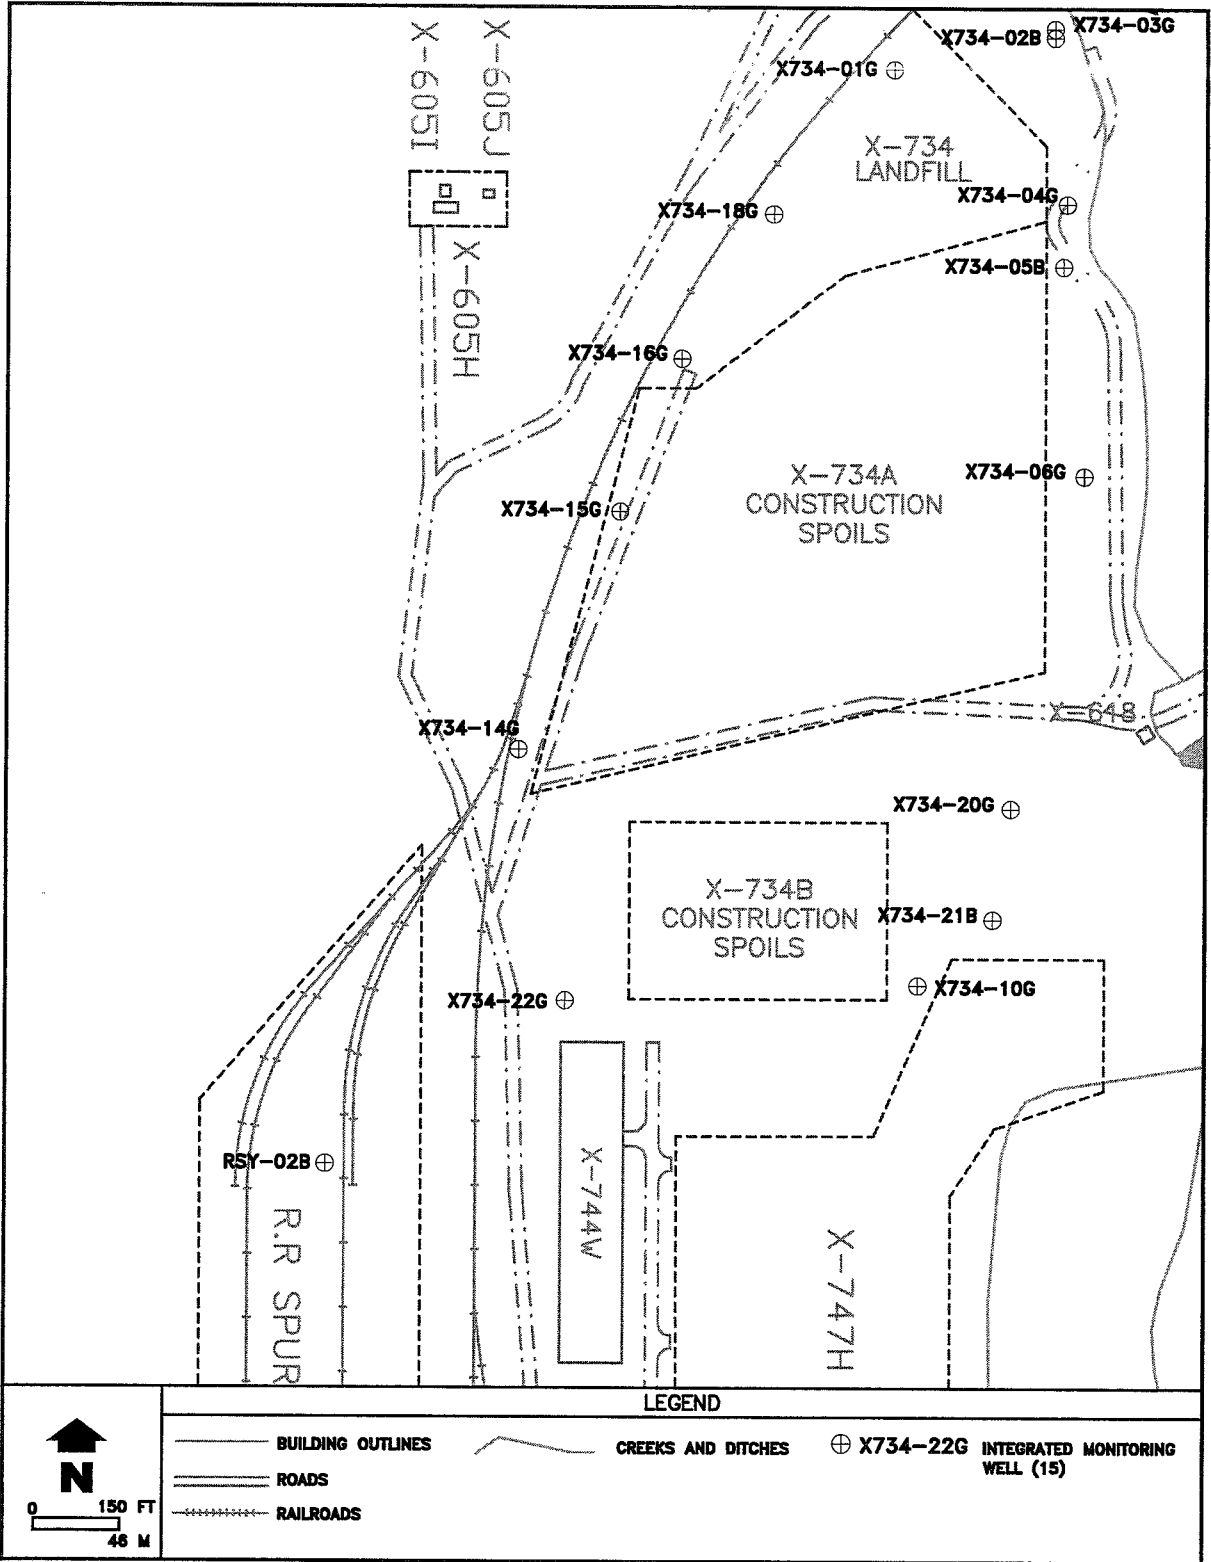 X-605I
X-605J
X734-03G
X734-02B
X734-01G
X-734
LANDFILL
X734-04G
X734-18G
X734-05B
X-605H
X734-16G
X-734A
CONSTRUCTION
SPOILS
X734-06G
X734-15G
X-648
X734-14G
X734-20G
X-734B
CONSTRUCTION
SPOILS
X734-21B
X734-10G
X734-22G
RSY-02B
X-744W
R.R SPUR
X-747H
LEGEND
N
0 150 FT
46 M
BUILDING OUTLINES
ROADS
RAILROADS
CREEKS AND DITCHES
X734-22G INTEGRATED MONITORING
WELL (15)